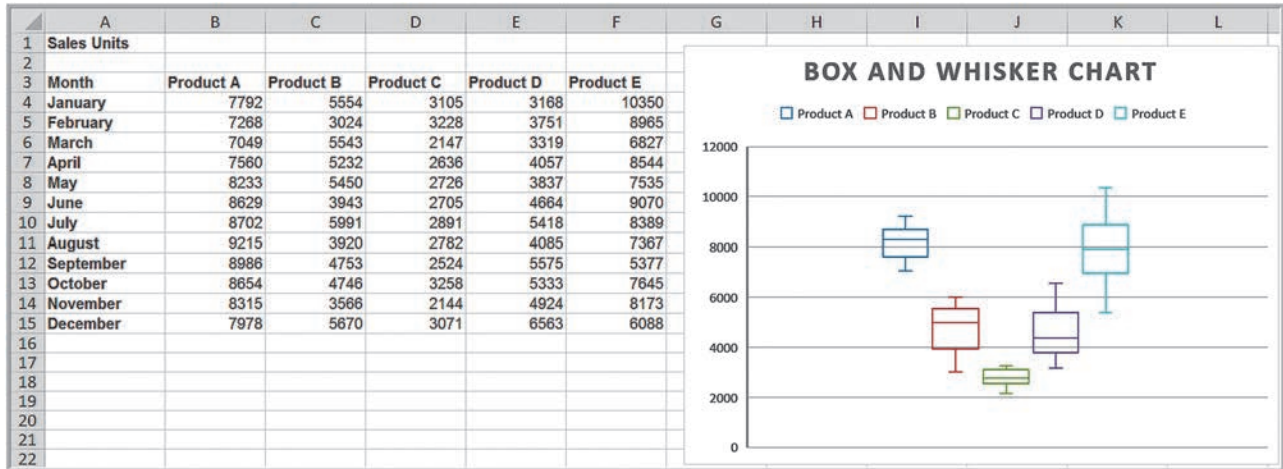 A B C D E F G H I J K L
1 Sales Units
2
3 Month Product A Product B Product C Product D Product E
4 January 7792 5554 3105 3168 10350
5 February 7268 3024 3228 3751 8965
6 March 7049 5543 2147 3319 6827
7 April 7560 5232 2636 4057 8544
8 May 8233 5450 2726 3837 7535
9 June 8629 3943 2705 4664 9070
10 July 8702 5991 2891 5418 8389
11 August 9215 3920 2782 4085 7367
12 September 8986 4753 2524 5575 5377
13 October 8654 4746 3258 5333 7645
14 November 8315 3566 2144 4924 8173
15 December 7978 5670 3071 6563 6088
16
17
18
19
20
21
22
BOX AND WHISKER CHART
Product A Product B Product C Product D Product E
12000
10000
8000
6000
4000
2000
0